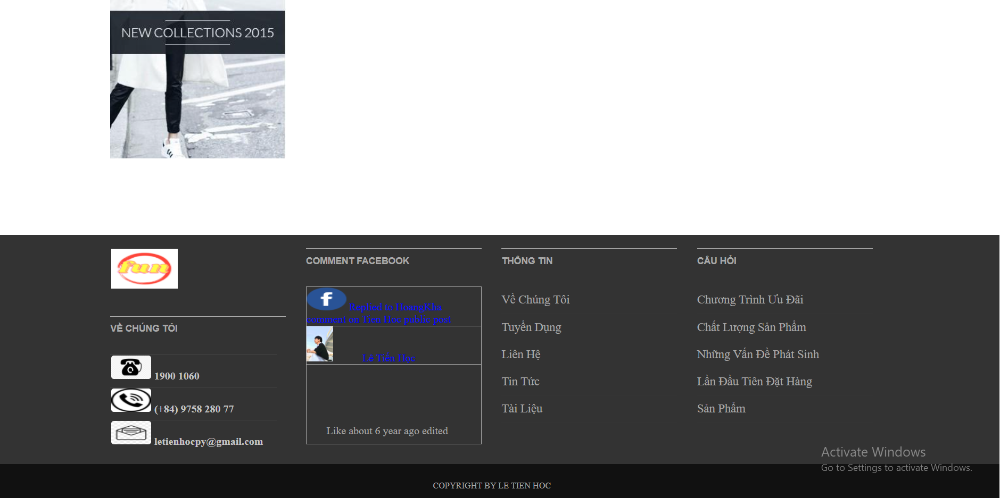 NEW COLLECTIONS 2015
fun
VỀ CHÚNG TÔI
1900 1060
(+84) 9758 280 77
letienhocpy@gmail.com
COMMENT FACEBOOK
f
Replied to HoangKha
comment on Tien Hoc public post
Lê Tiến Học
Like about 6 year ago edited
THÔNG TIN
Về Chúng Tôi
Tuyển Dụng
Liên Hệ
Tin Tức
Tài Liệu
CÂU HỎI
Chương Trình Ưu Đãi
Chất Lượng Sản Phẩm
Những Vấn Đề Phát Sinh
Lần Đầu Tiên Đặt Hàng
Sản Phẩm
Activate Windows
Go to Settings to activate Windows.
COPYRIGHT BY LE TIEN HOC